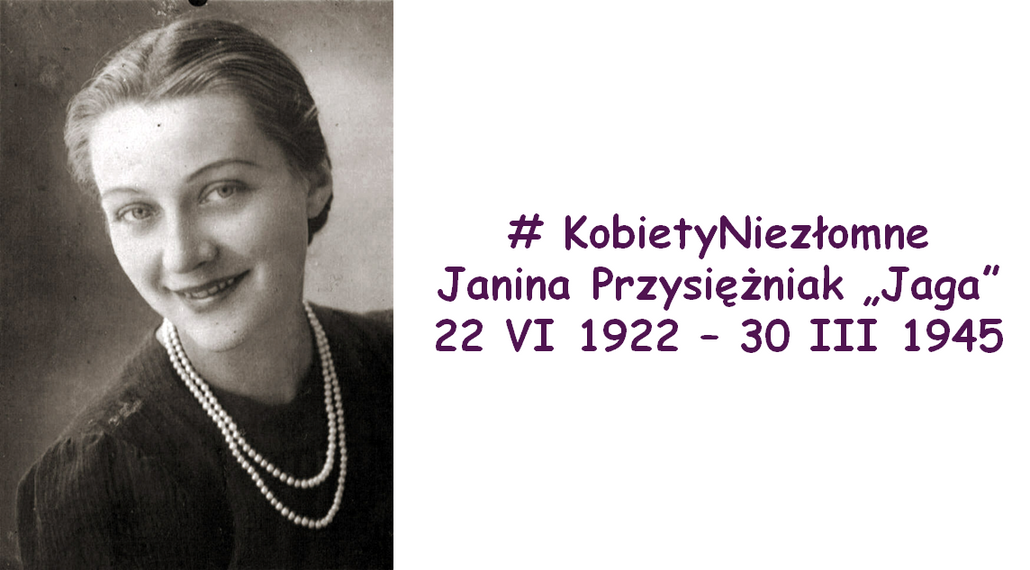 # KobietyNiezłomne
Janina Przysiężniak „Jaga”
22 VI 1922 – 30 III 1945